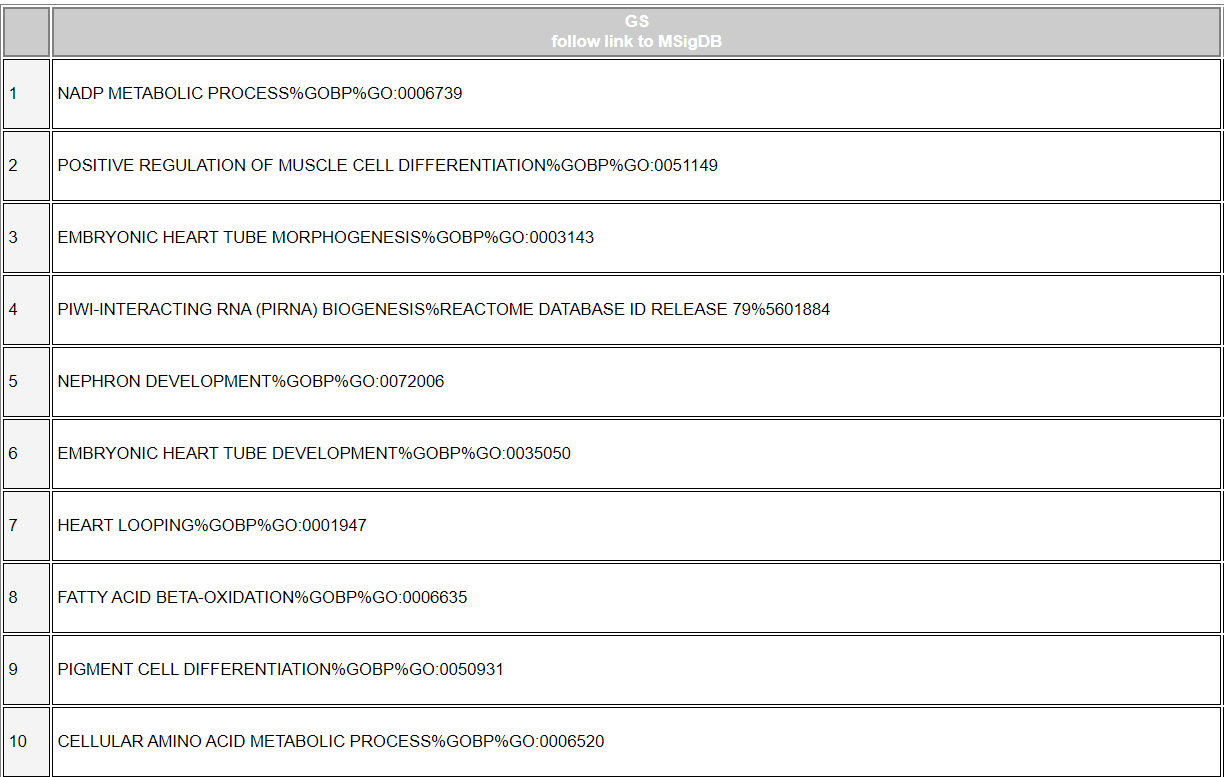 GS
follow link to MSigDB
1 NADP METABOLIC PROCESS%GOBP%GO:0006739
2 POSITIVE REGULATION OF MUSCLE CELL DIFFERENTIATION%GOBP%GO:0051149
3 EMBRYONIC HEART TUBE MORPHOGENESIS%GOBP%GO:0003143
4 PIWI-INTERACTING RNA (PIRNA) BIOGENESIS%REACTOME DATABASE ID RELEASE 79%5601884
5 NEPHRON DEVELOPMENT%GOBP%GO:0072006
6 EMBRYONIC HEART TUBE DEVELOPMENT%GOBP%GO:0035050
7 HEART LOOPING%GOBP%GO:0001947
8 FATTY ACID BETA-OXIDATION%GOBP%GO:0006635
9 PIGMENT CELL DIFFERENTIATION%GOBP%GO:0050931
10 CELLULAR AMINO ACID METABOLIC PROCESS%GOBP%GO:0006520